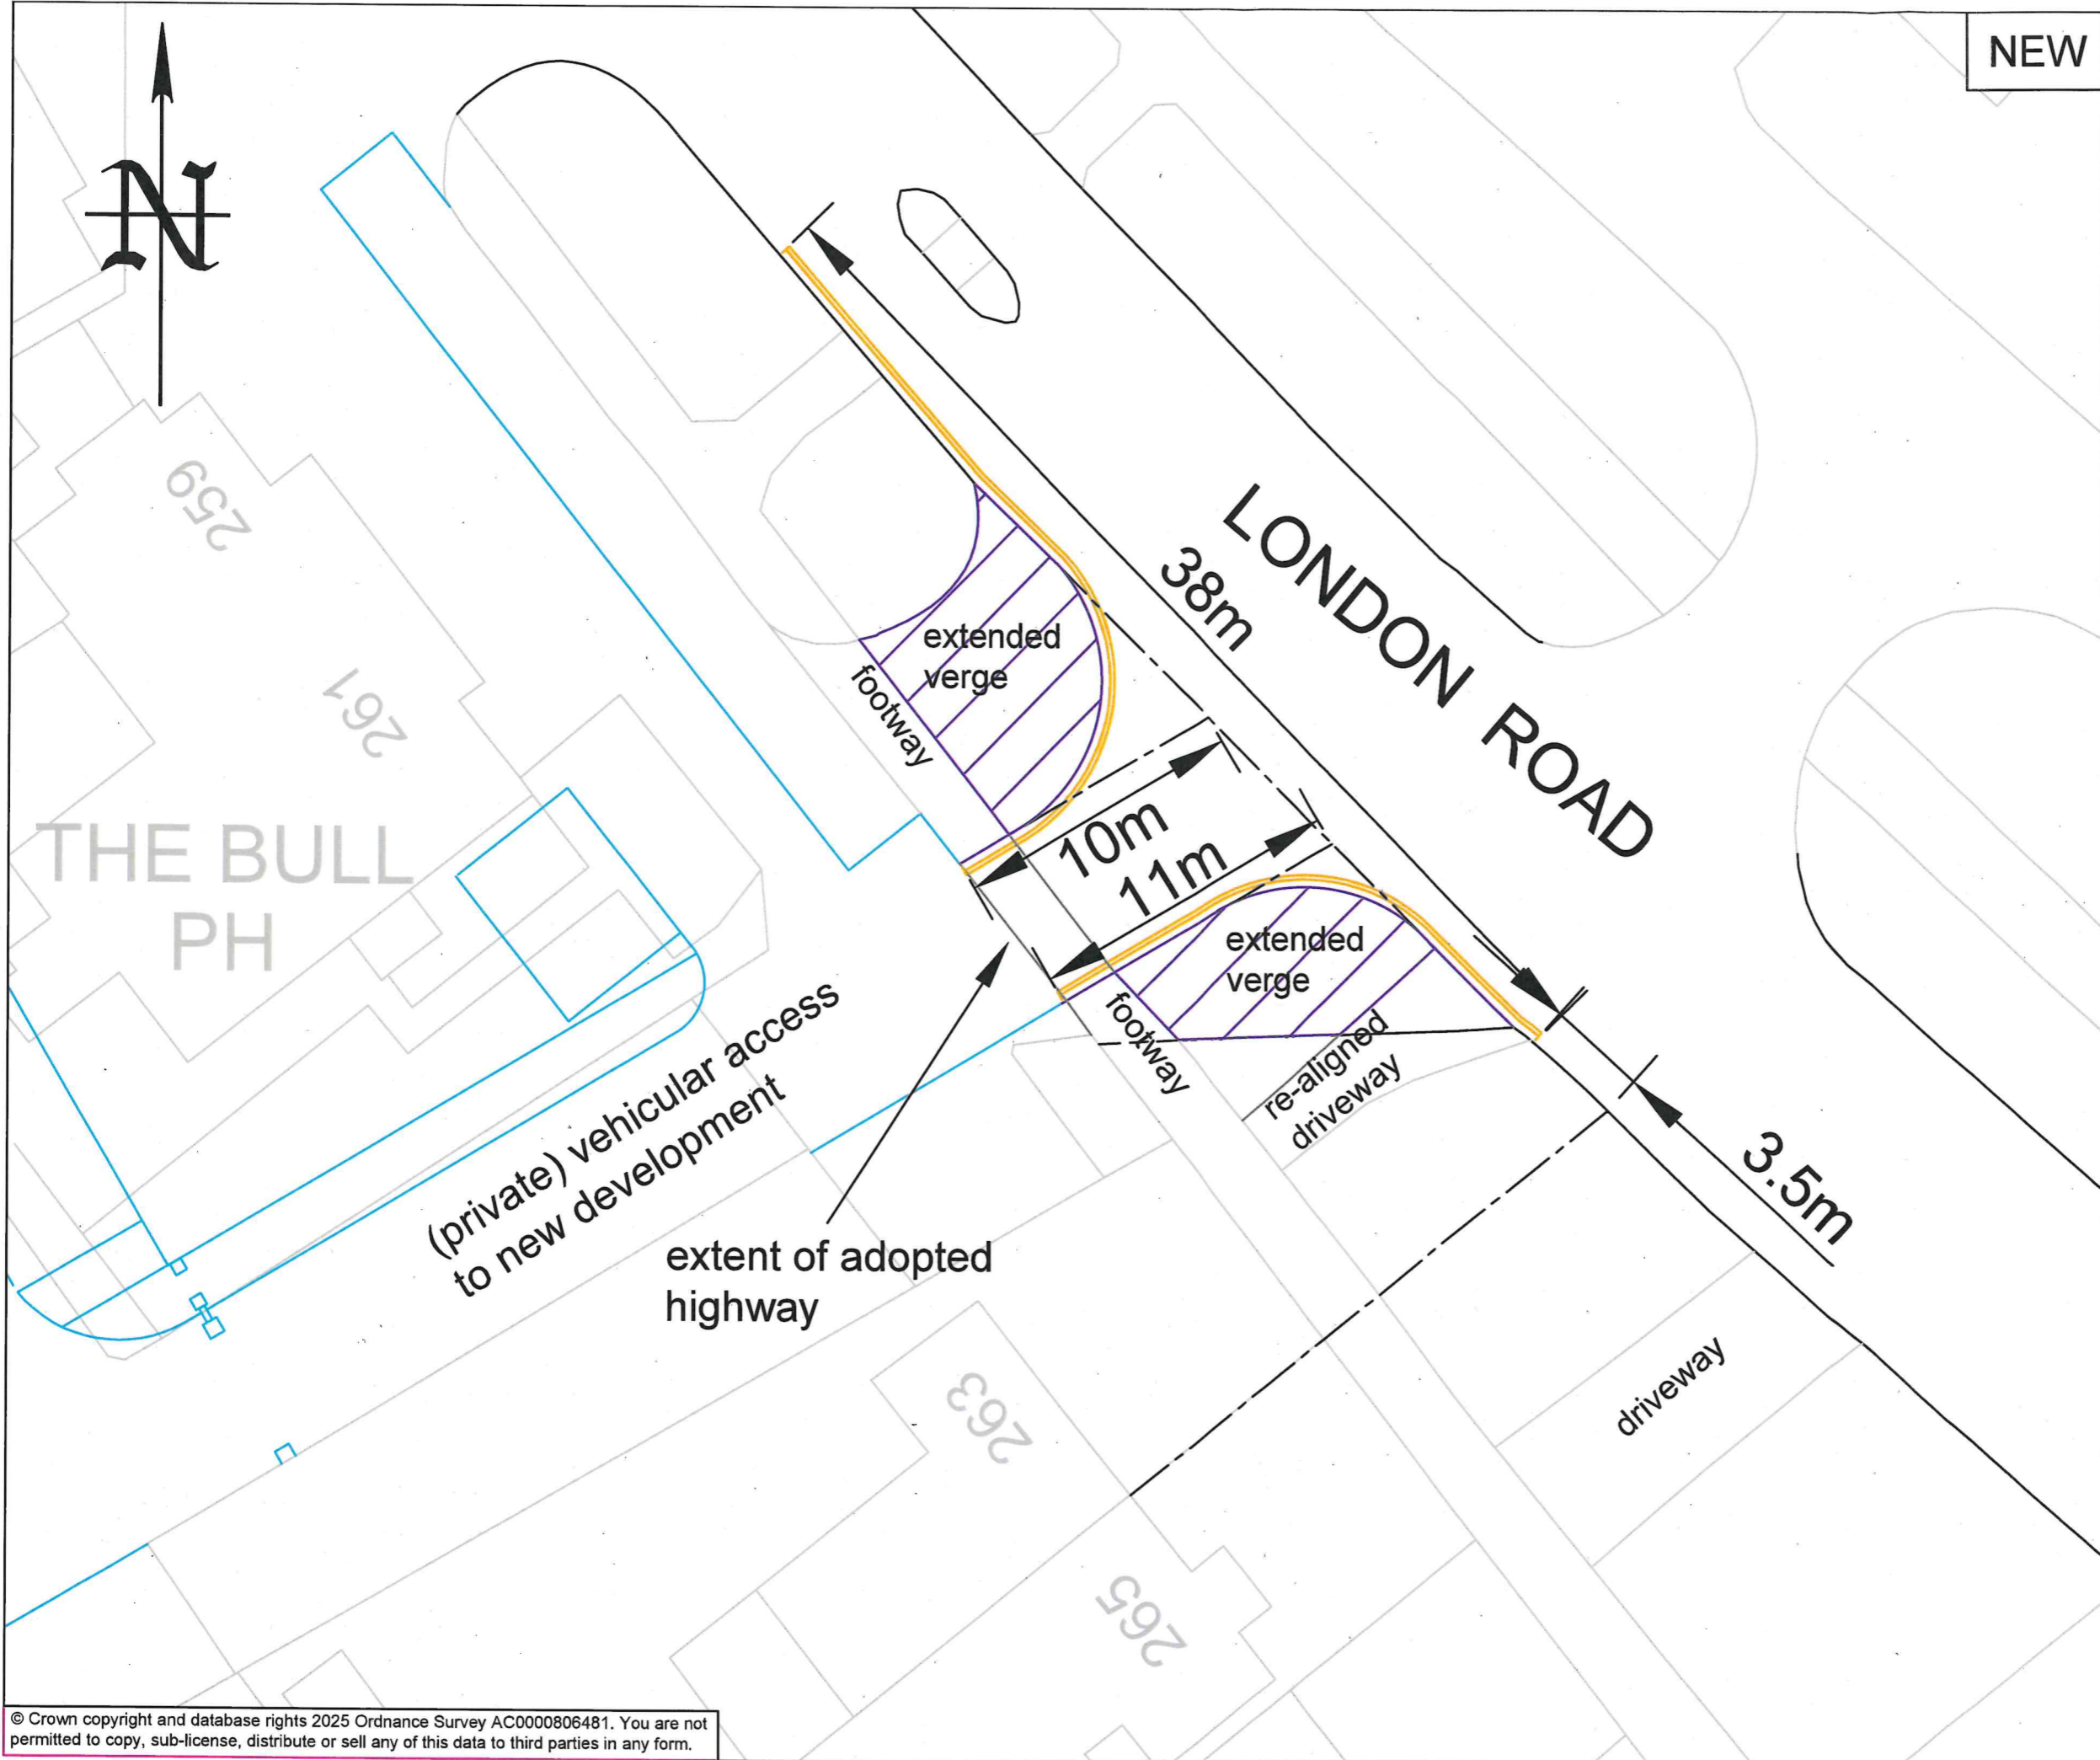 NEW
N
259
LONDON ROAD
38m
extended
verge
footway
261
THE BULL
PH
10m
11m
extended
verge
footway
re-aligned
driveway
3.5m
(private) vehicular access
to new development
extent of adopted
highway
driveway
263
265
© Crown copyright and database rights 2025 Ordnance Survey AC0000806481. You are not
permitted to copy, sub-license, distribute or sell any of this data to third parties in any form.